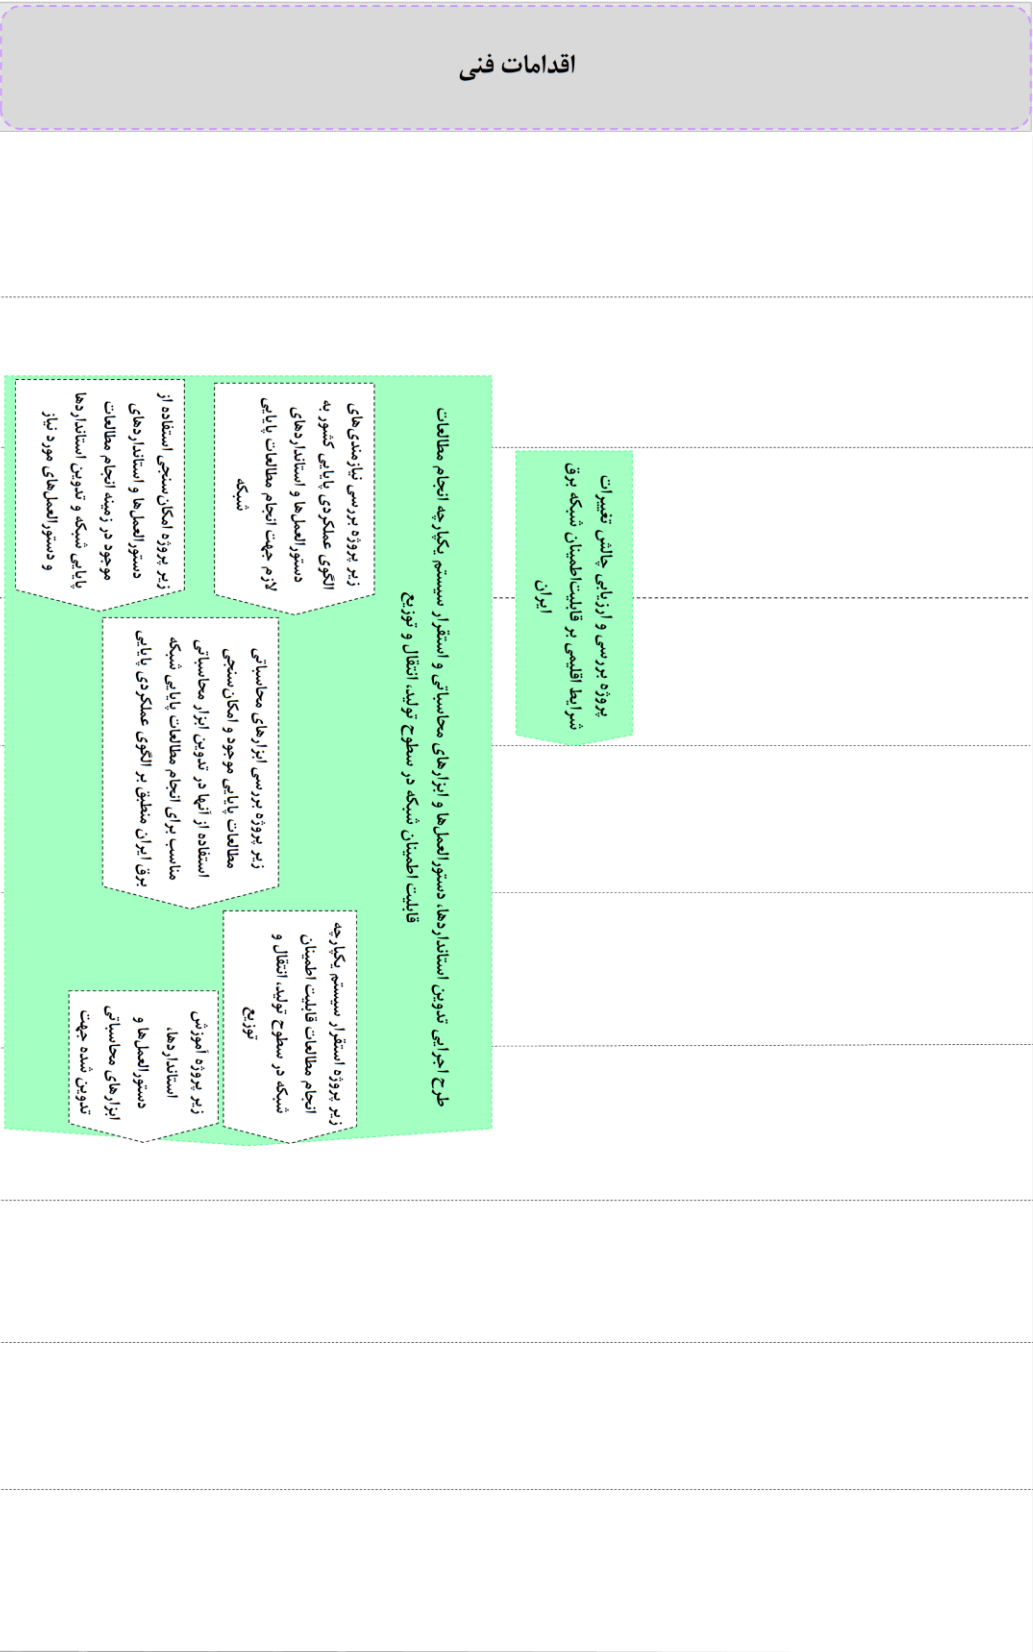 اقدامات فنی
پروژه بررسی و ارزیابی چالش تغییرات
شرایط اقلیمی بر قابلیت‌اطمینان شبکه برق
ایران
طرح اجرایی تدوین استانداردها، دستورالعمل‌ها و ابزارهای محاسباتی و استقرار سیستم یکپارچه انجام مطالعات
قابلیت اطمینان شبکه در سطوح تولید، انتقال و توزیع
زیر پروژه بررسی نیازمندی‌های
الگوی عملکردی پایایی کشور به
دستورالعمل‌ها و استانداردهای
لازم جهت انجام مطالعات پایایی
شبکه
زیر پروژه امکان‌سنجی استفاده از
دستورالعمل‌ها و استانداردهای
موجود در زمینه انجام مطالعات
پایایی شبکه و تدوین استانداردها
و دستورالعمل‌های مورد نیاز
زیر پروژه بررسی ابزارهای محاسباتی
مطالعات پایایی موجود و امکان‌سنجی
استفاده از آنها در تدوین ابزار محاسباتی
مناسب برای انجام مطالعات پایایی شبکه
برق ایران منطبق بر الگوی عملکردی پایایی
زیر پروژه استقرار سیستم یکپارچه
انجام مطالعات قابلیت اطمینان
شبکه در سطوح تولید، انتقال و
توزیع
زیر پروژه آموزش
استانداردها،
دستورالعمل‌ها و
ابزارهای محاسباتی
تدوین شده جهت